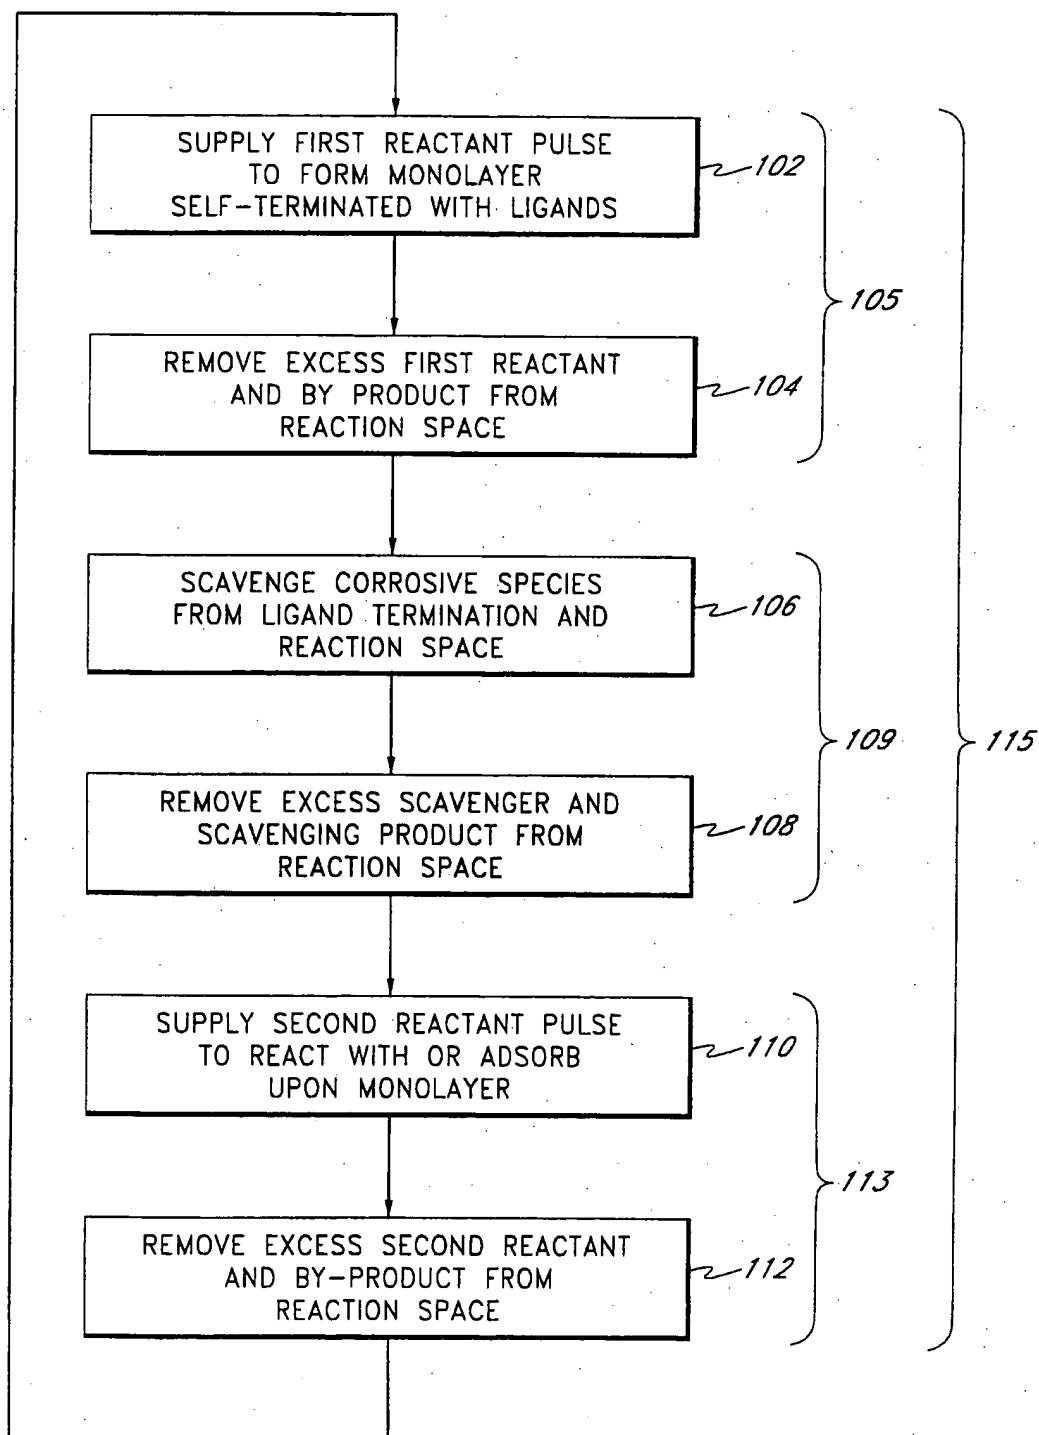 SUPPLY FIRST REACTANT PULSE
TO FORM MONOLAYER
SELF-TERMINATED WITH LIGANDS
102
105
REMOVE EXCESS FIRST REACTANT
AND BY PRODUCT FROM
REACTION SPACE
104
SCAVENGE CORROSIVE SPECIES
FROM LIGAND TERMINATION AND
REACTION SPACE
106
109
115
REMOVE EXCESS SCAVENGER AND
SCAVENGING PRODUCT FROM
REACTION SPACE
108
SUPPLY SECOND REACTANT PULSE
TO REACT WITH OR ADSORB
UPON MONOLAYER
110
113
REMOVE EXCESS SECOND REACTANT
AND BY-PRODUCT FROM
REACTION SPACE
112